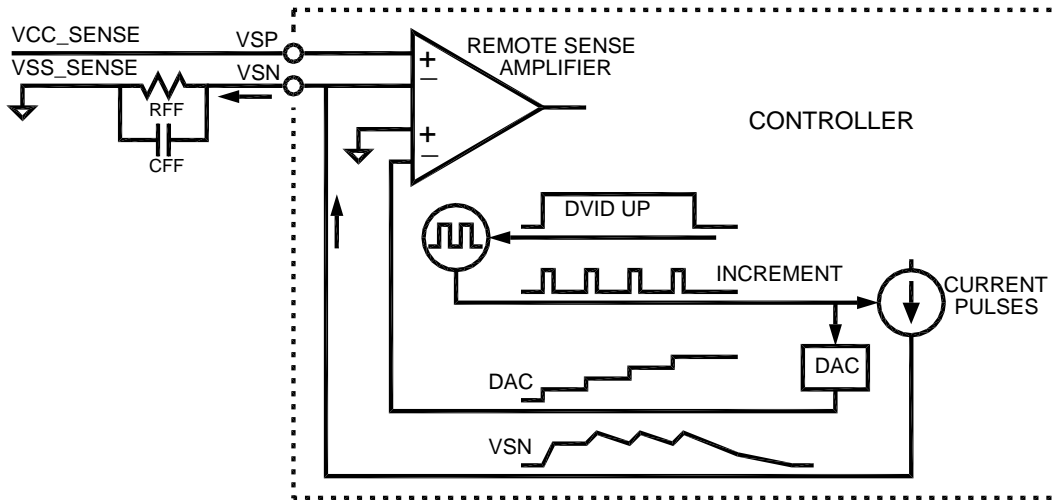 VCC_SENSE
VSP
VSS_SENSE
VSN
RFF
CFF
+
−
+
−
REMOTE SENSE
AMPLIFIER
CONTROLLER
DVID UP
INCREMENT
CURRENT
PULSES
DAC
DAC
VSN